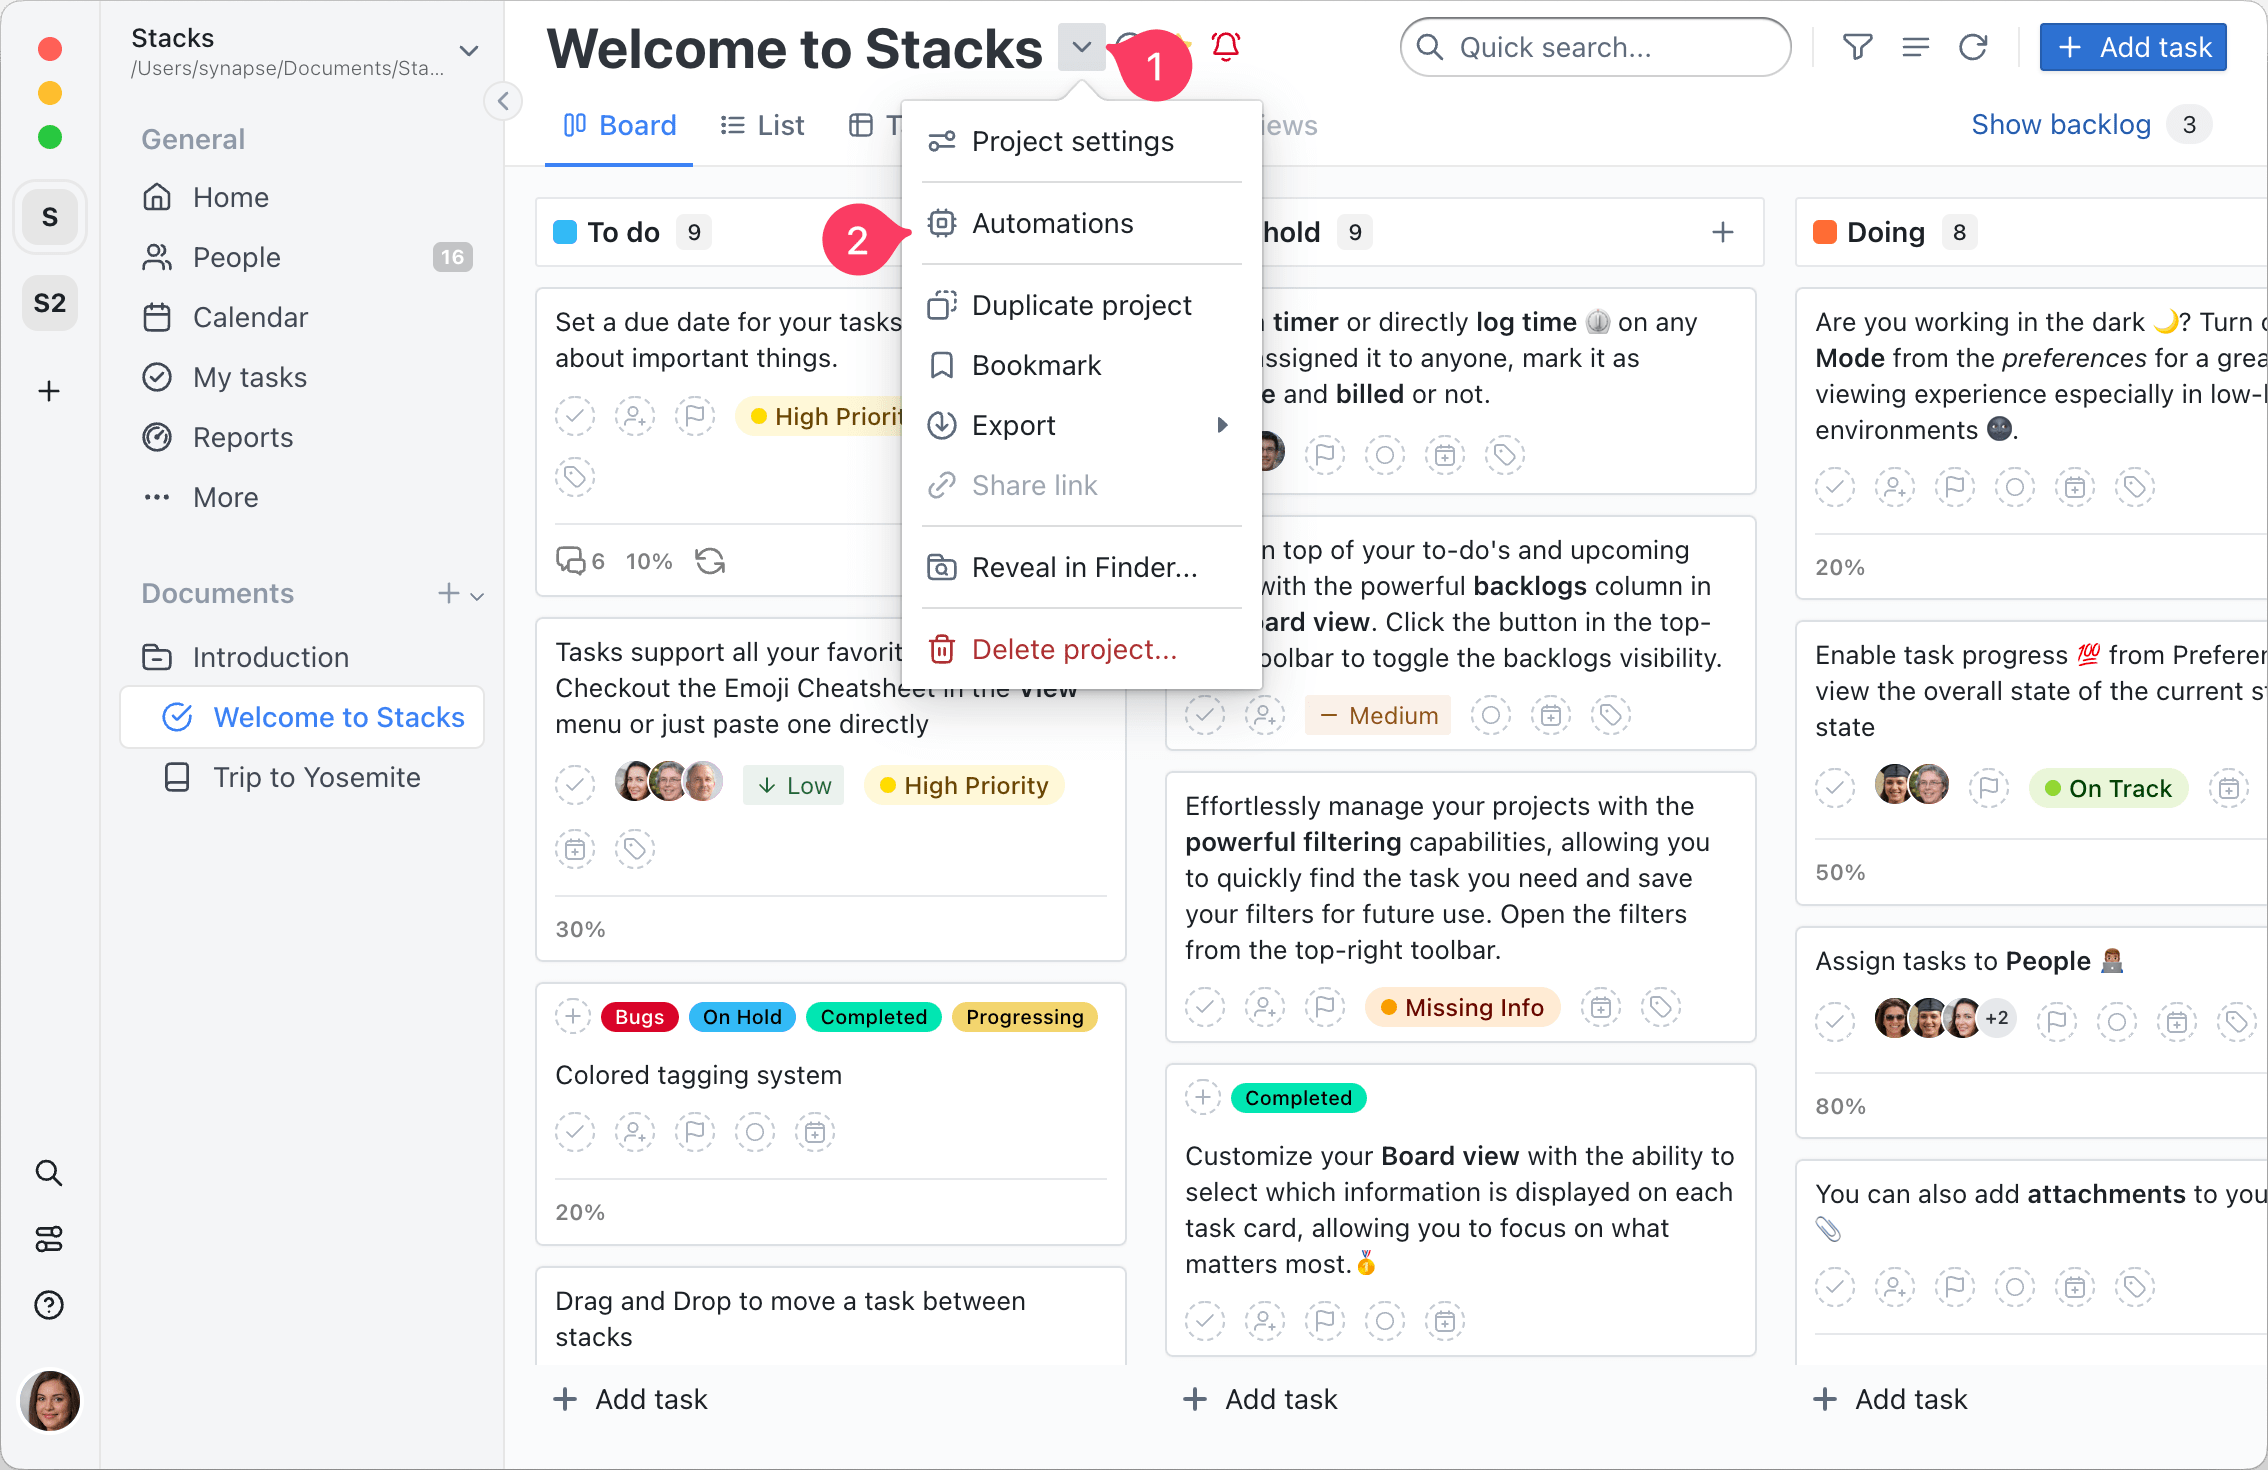 Stacks
/Users/synapse/Documents/Sta...
General
Home
People 16
Calendar
My tasks
Reports
More
Documents
Introduction
Welcome to Stacks
Trip to Yosemite
S
S2
Welcome to Stacks
1
Quick search...
Add task
Board
List
Show backlog 3
2
Project settings
Automations
Duplicate project
Bookmark
Export
Share link
Reveal in Finder...
Delete project...
To do 9
Set a due date for your tasks
about important things.
High Priorit
6 10%
Tasks support all your favorit
Checkout the Emoji Cheatsheet in the View
menu or just paste one directly
Low High Priority
30%
Bugs On Hold Completed Progressing
Colored tagging system
20%
Drag and Drop to move a task between
stacks
Add task
hold 9
timer or directly log time on any
ssigned it to anyone, mark it as
e and billed or not.
n top of your to-do's and upcoming
with the powerful backlogs column in
ard view. Click the button in the top-
oolbar to toggle the backlogs visibility.
Medium
Effortlessly manage your projects with the
powerful filtering capabilities, allowing you
to quickly find the task you need and save
your filters for future use. Open the filters
from the top-right toolbar.
Missing Info
Completed
Customize your Board view with the ability to
select which information is displayed on each
task card, allowing you to focus on what
matters most.🏅
Add task
Doing 8
Are you working in the dark 🌙? Turn
Mode from the preferences for a grea
viewing experience especially in low-l
environments 🌚.
20%
Enable task progress 💯 from Preferen
view the overall state of the current s
state
On Track
50%
Assign tasks to People
+2
80%
You can also add attachments to you
📎
Add task